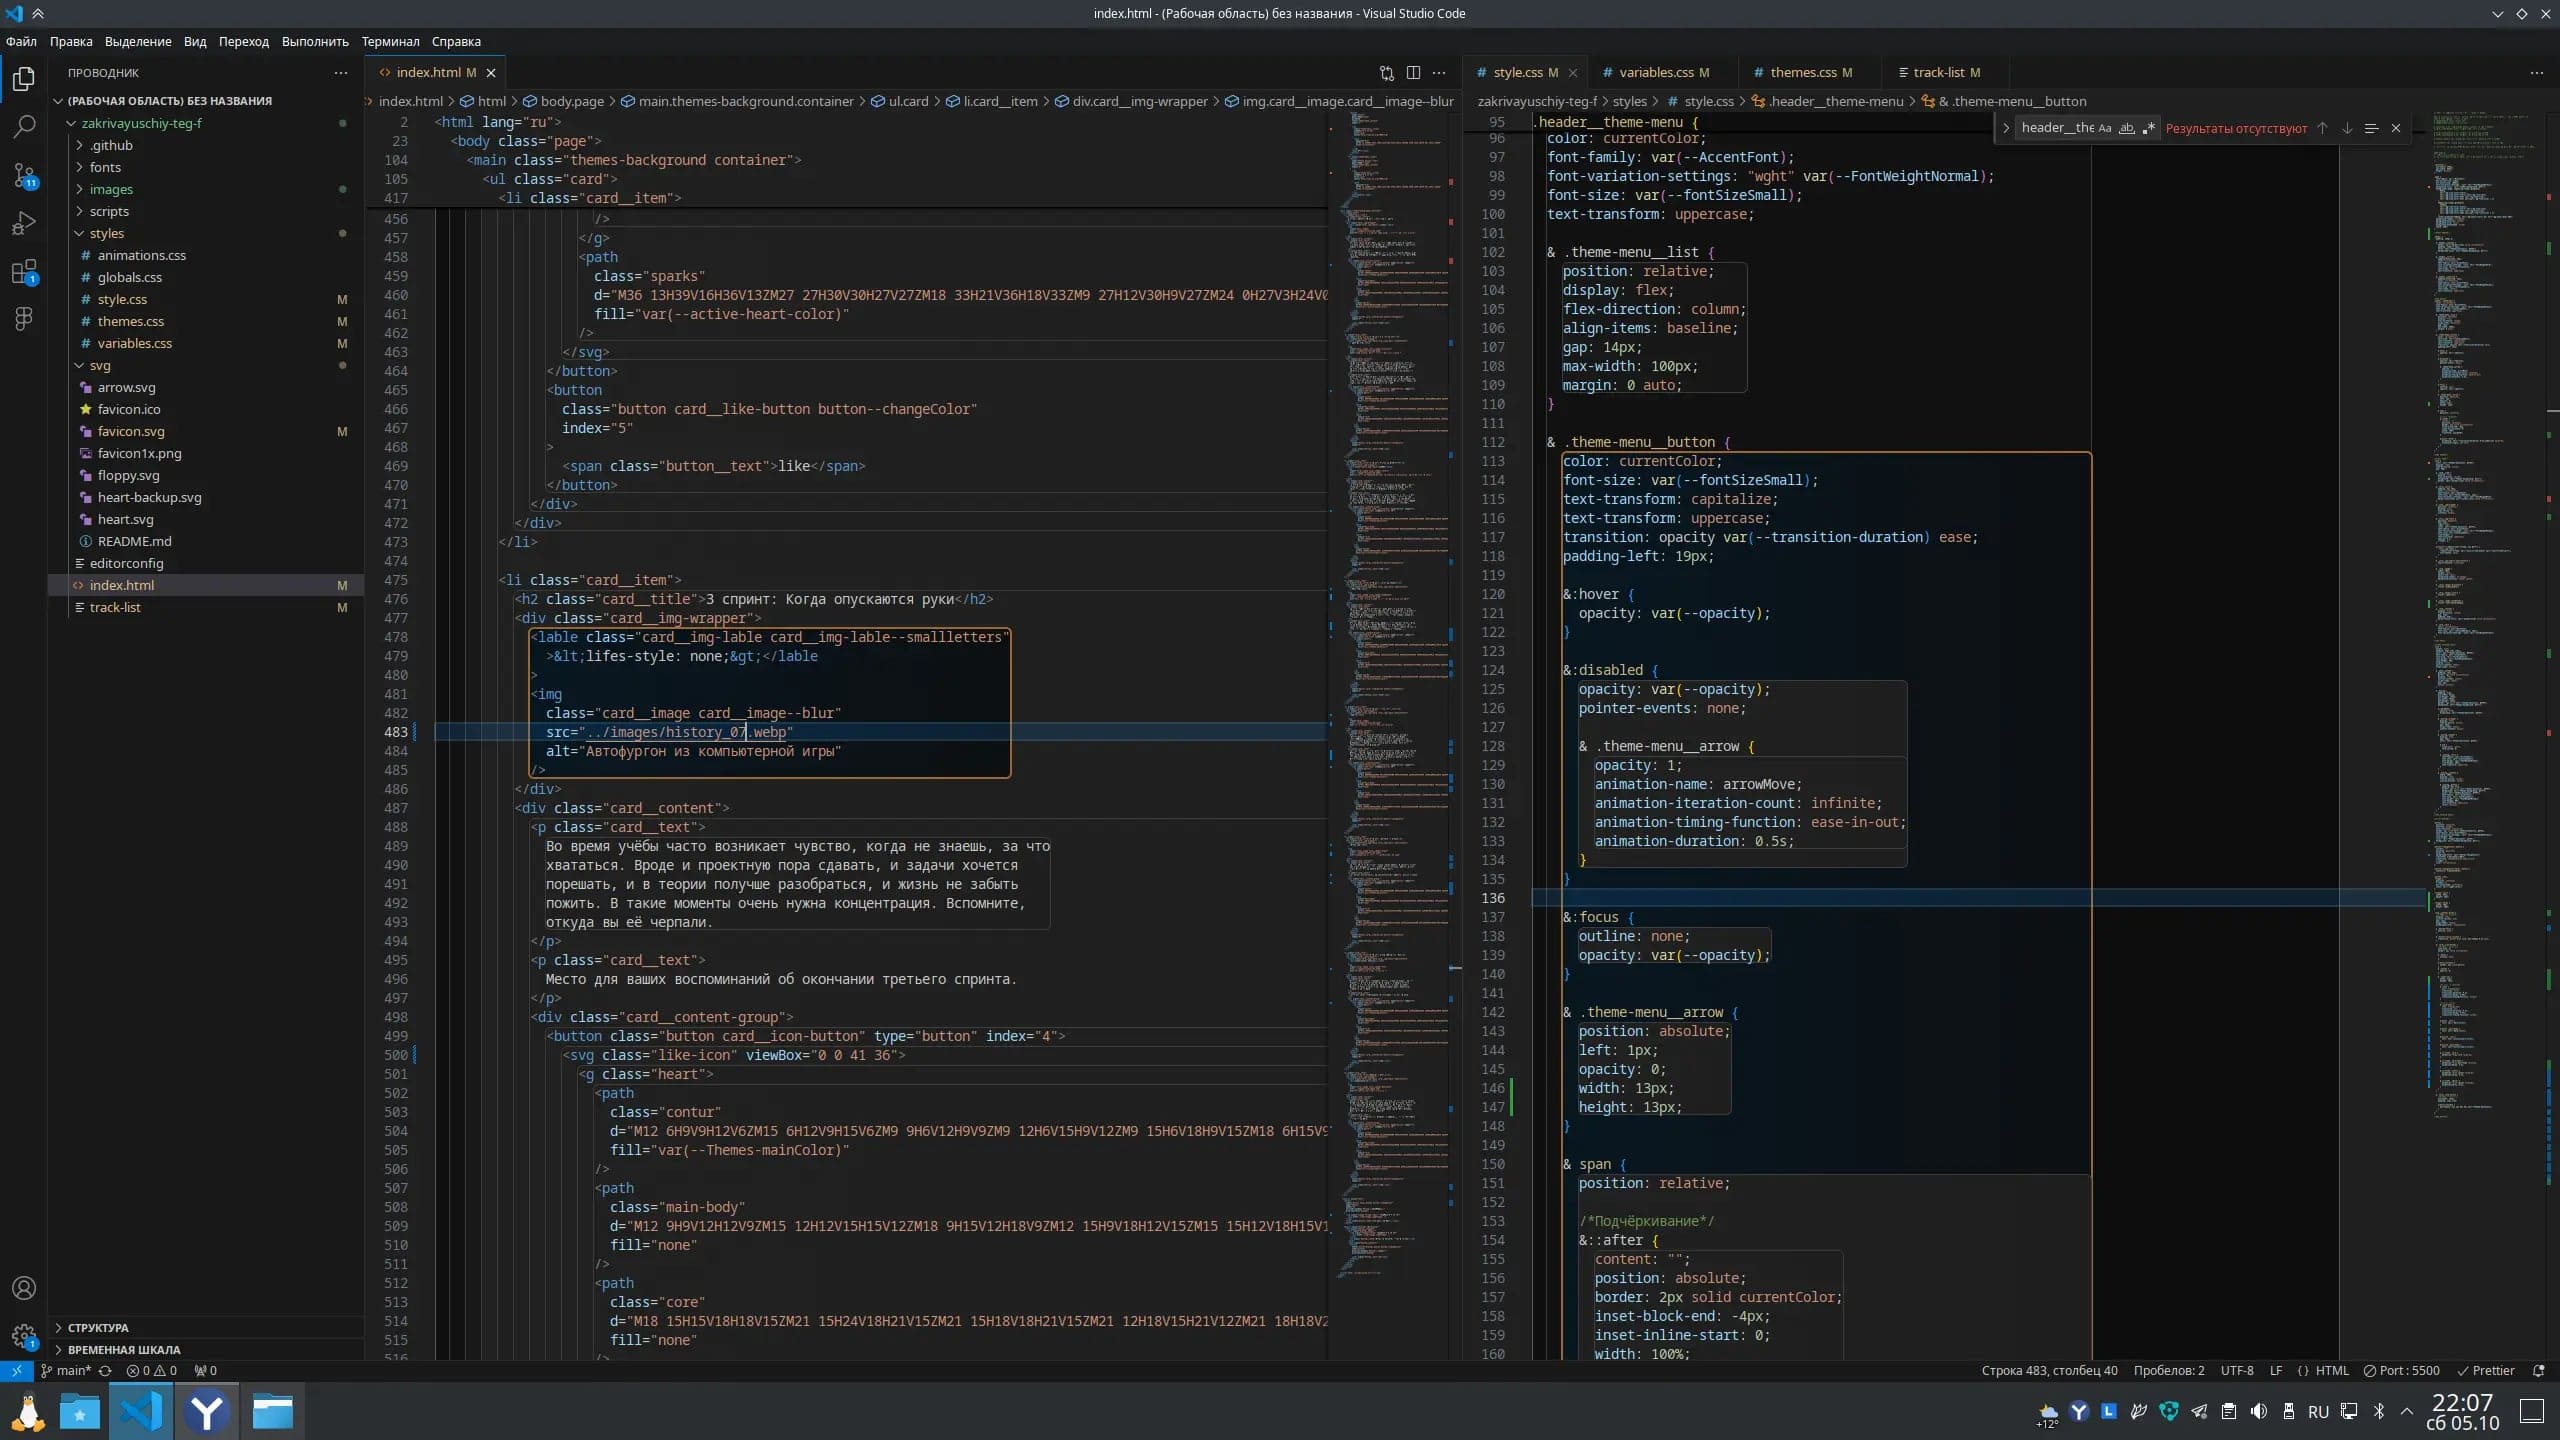 index.html - (Рабочая область) без названия - Visual Studio Code
Файл Правка Выделение Вид Переход Выполнить Терминал Справка
ПРОВОДНИК
(РАБОЧАЯ ОБЛАСТЬ) БЕЗ НАЗВАНИЯ
zakrivayuschiy-teg-f
.github
fonts
images
scripts
styles
animations.css
globals.css
style.css M
themes.css M
variables.css M
svg
arrow.svg
favicon.ico
favicon.svg M
favicon1x.png
floppy.svg
heart-backup.svg
heart.svg
README.md
editorconfig
index.html M
track-list M
СТРУКТУРА
ВРЕМЕННАЯ ШКАЛА
11
1
1
index.html M
index.html > html > body.page > main.themes-background.container > ul.card > li.card__item > div.card__img-wrapper > img.card__image.card__image--blur
2 <html lang="ru">
23 <body class="page">
104 <main class="themes-background container">
105 <ul class="card">
417 <li class="card__item">
456 />
457 </g>
458 <path
459 class="sparks"
460 d="M36 13H39V16H36V13ZM27 27H30V30H27V27ZM18 33H21V36H18V33ZM9 27H12V30H9V27ZM24 0H27V3H24V0
461 fill="var(--active-heart-color)"
462 />
463 </svg>
464 </button>
465 <button
466 class="button card__like-button button--changeColor"
467 index="5"
468 >
469 <span class="button__text">like</span>
470 </button>
471 </div>
472 </div>
473 </li>
474
475 <li class="card__item">
476 <h2 class="card__title">3 спринт: Когда опускаются руки</h2>
477 <div class="card__img-wrapper">
478 <lable class="card__img-lable card__img-lable--smallletters"
479 >&lt;lifes-style: none;&gt;</lable
480 >
481 <img
482 class="card__image card__image--blur"
483 src="../images/history_07.webp"
484 alt="Автофургон из компьютерной игры"
485 />
486 </div>
487 <div class="card__content">
488 <p class="card__text">
489 Во время учёбы часто возникает чувство, когда не знаешь, за что
490 хвататься. Вроде и проектную пора сдавать, и задачи хочется
491 порешать, и в теории получше разобраться, и жизнь не забыть
492 пожить. В такие моменты очень нужна концентрация. Вспомните,
493 откуда вы её черпали.
494 </p>
495 <p class="card__text">
496 Место для ваших воспоминаний об окончании третьего спринта.
497 </p>
498 <div class="card__content-group">
499 <button class="button card__icon-button" type="button" index="4">
500 <svg class="like-icon" viewBox="0 0 41 36">
501 <g class="heart">
502 <path
503 class="contur"
504 d="M12 6H9V9H12V6ZM15 6H12V9H15V6ZM9 9H6V12H9V9ZM9 12H6V15H9V12ZM9 15H6V18H9V15ZM18 6H15V9
505 fill="var(--Themes-mainColor)"
506 />
507 <path
508 class="main-body"
509 d="M12 9H9V12H12V9ZM15 12H12V15H15V12ZM18 9H15V12H18V9ZM12 15H9V18H12V15ZM15 15H12V18H15V1
510 fill="none"
511 />
512 <path
513 class="core"
514 d="M18 15H15V18H18V15ZM21 15H24V18H21V15ZM21 15H18V18H21V15ZM21 12H18V15H21V12ZM21 18H18V2
515 fill="none"
516 />
style.css M variables.css M themes.css M track-list M
zakrivayuschiy-teg-f > styles > style.css > .header__theme-menu > & .theme-menu__button
header__the Результаты отсутствуют
95 .header__theme-menu {
96 color: currentColor;
97 font-family: var(--AccentFont);
98 font-variation-settings: "wght" var(--FontWeightNormal);
99 font-size: var(--fontSizeSmall);
100 text-transform: uppercase;
101
102 & .theme-menu__list {
103 position: relative;
104 display: flex;
105 flex-direction: column;
106 align-items: baseline;
107 gap: 14px;
108 max-width: 100px;
109 margin: 0 auto;
110 }
111
112 & .theme-menu__button {
113 color: currentColor;
114 font-size: var(--fontSizeSmall);
115 text-transform: capitalize;
116 text-transform: uppercase;
117 transition: opacity var(--transition-duration) ease;
118 padding-left: 19px;
119
120 &:hover {
121 opacity: var(--opacity);
122 }
123
124 &:disabled {
125 opacity: var(--opacity);
126 pointer-events: none;
127
128 & .theme-menu__arrow {
129 opacity: 1;
130 animation-name: arrowMove;
131 animation-iteration-count: infinite;
132 animation-timing-function: ease-in-out;
133 animation-duration: 0.5s;
134 }
135 }
136
137 &:focus {
138 outline: none;
139 opacity: var(--opacity);
140 }
141
142 & .theme-menu__arrow {
143 position: absolute;
144 left: 1px;
145 opacity: 0;
146 width: 13px;
147 height: 13px;
148 }
149
150 & span {
151 position: relative;
152
153 /*Подчёркивание*/
154 &::after {
155 content: "";
156 position: absolute;
157 border: 2px solid currentColor;
158 inset-block-end: -4px;
159 inset-inline-start: 0;
160 width: 100%;
main* 0 0 0 Строка 483, столбец 40 Пробелов: 2 UTF-8 LF {} HTML Port : 5500 Prettier
+12° RU 22:07
сб 05.10